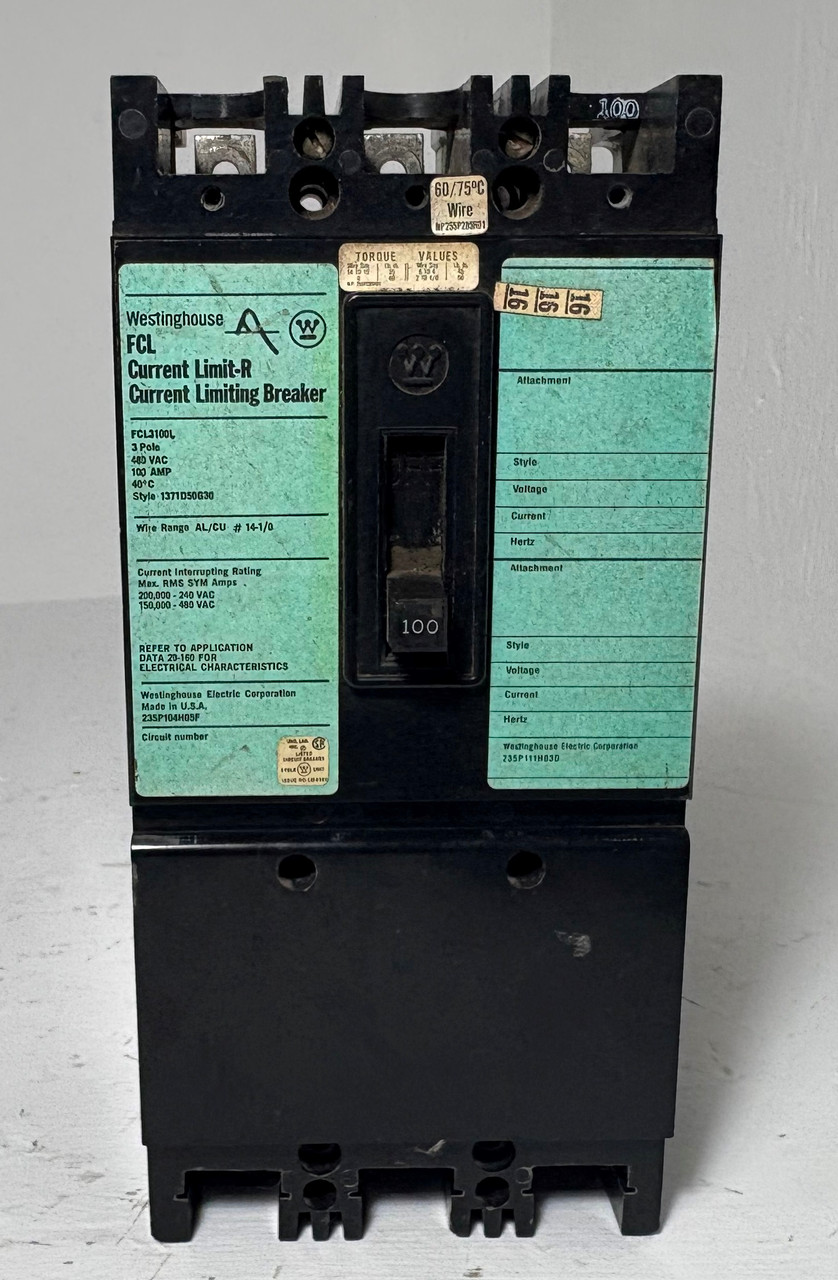 100
60/75°C
Wire
TORQUE VALUES
Westinghouse
W
FCL
Current Limit-R
Current Limiting Breaker
FCL3100L
3 Pole
480 VAC
100 AMP
40°C
Style 1371D50G30
Wire Range AL/CU # 14-1/0
Current Interrupting Rating
Max. RMS SYM Amps.
200,000 - 240 VAC
150,000 - 480 VAC
REFER TO APPLICATION
DATA 20-160 FOR
ELECTRICAL CHARACTERISTICS
Westinghouse Electric Corporation
Made in U.S.A.
235P104H05F
Circuit number
W
100
16 16 16
Attachment
Style
Voltage
Current
Hertz
Attachment
Style
Voltage
Current
Hertz
Westinghouse Electric Corporation
235P111H03D